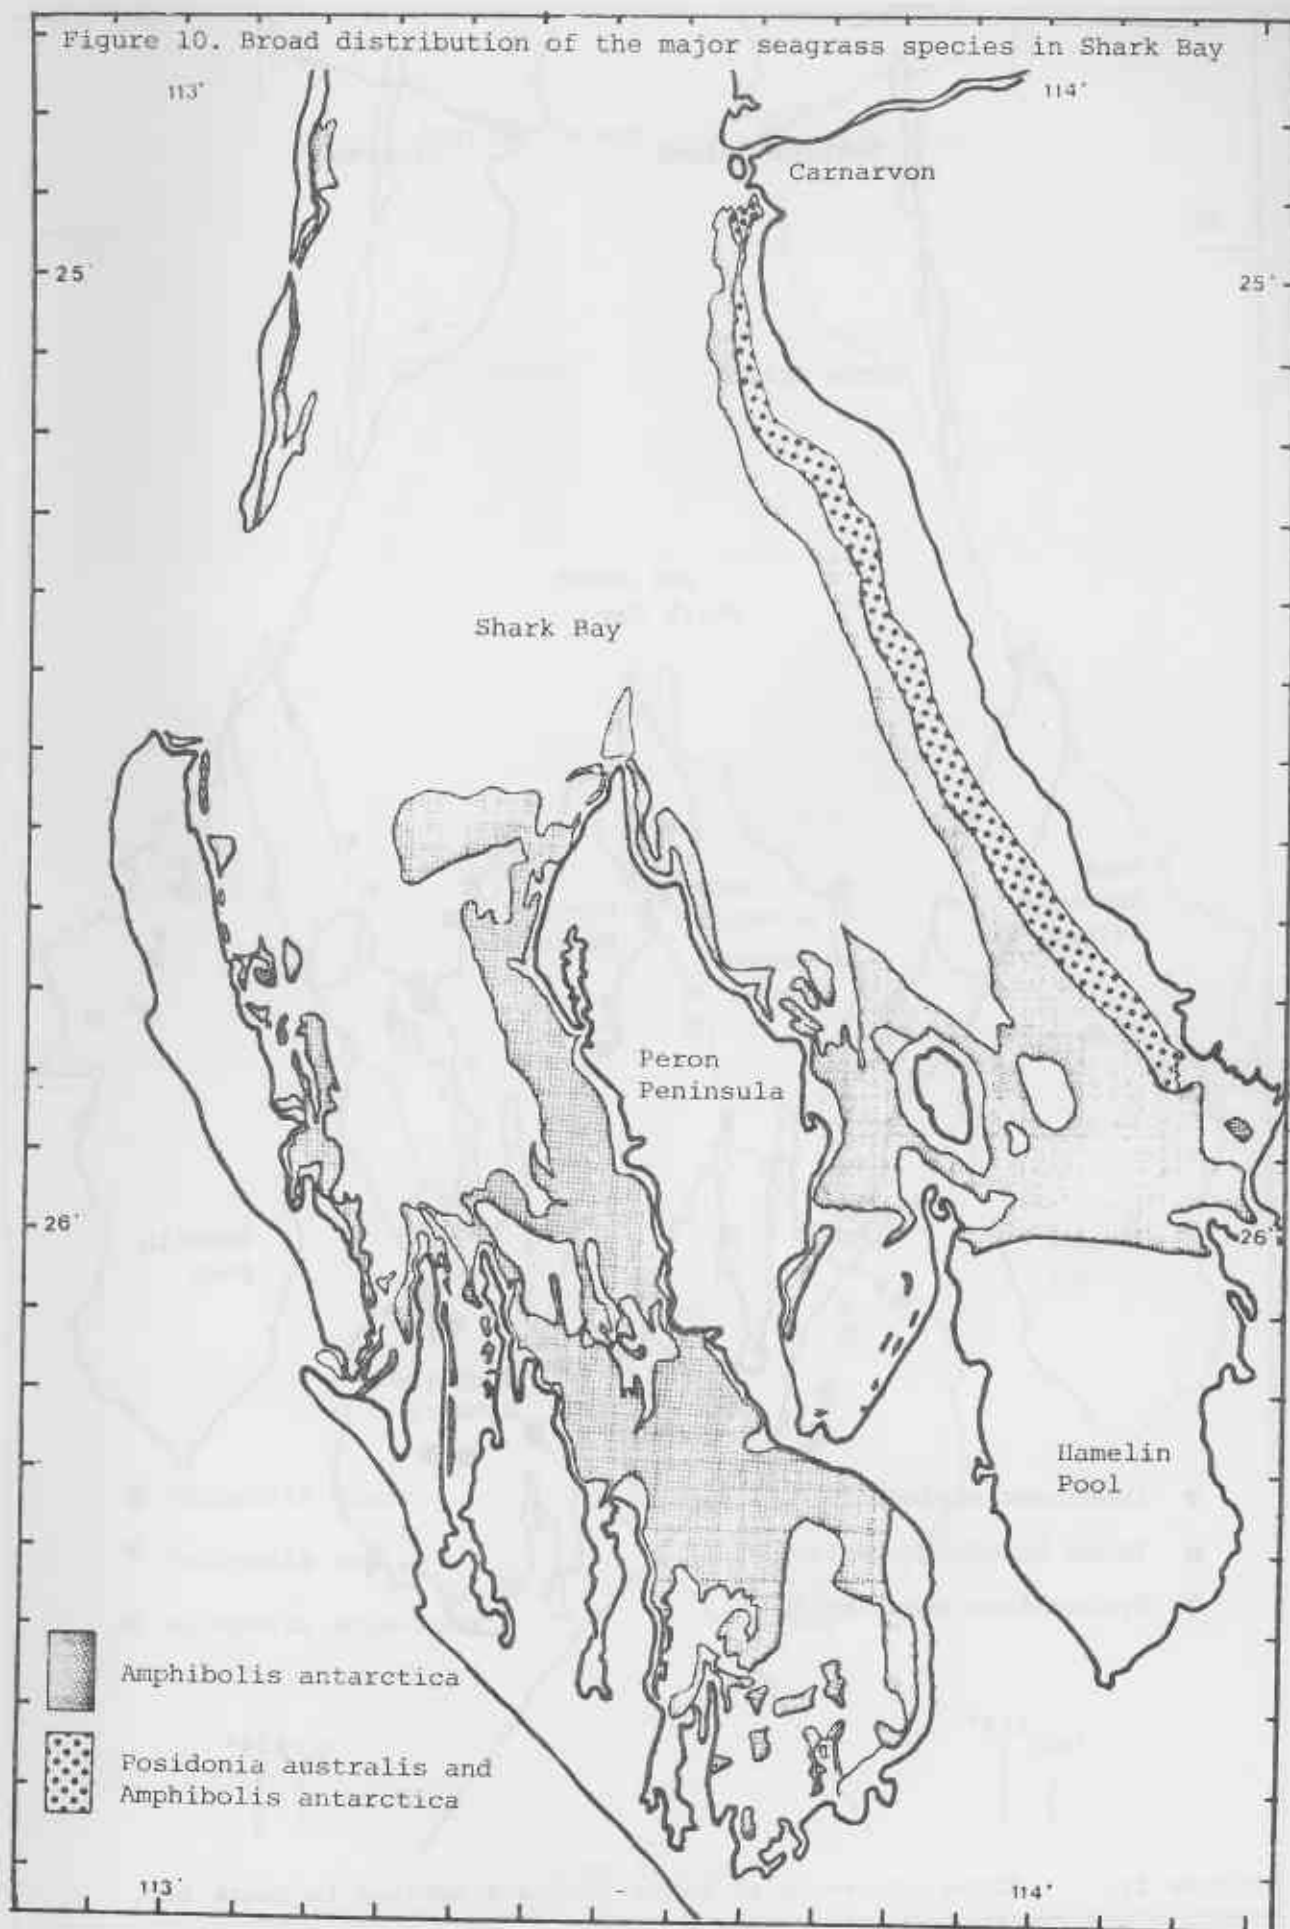 Figure 10. Broad distribution of the major seagrass species in Shark Bay
113°
114°
Carnarvon
25°
25°
Shark Bay
Peron
Peninsula
26°
26°
Hamelin
Pool
Amphibolis antarctica
Posidonia australis and
Amphibolis antarctica
113°
114°